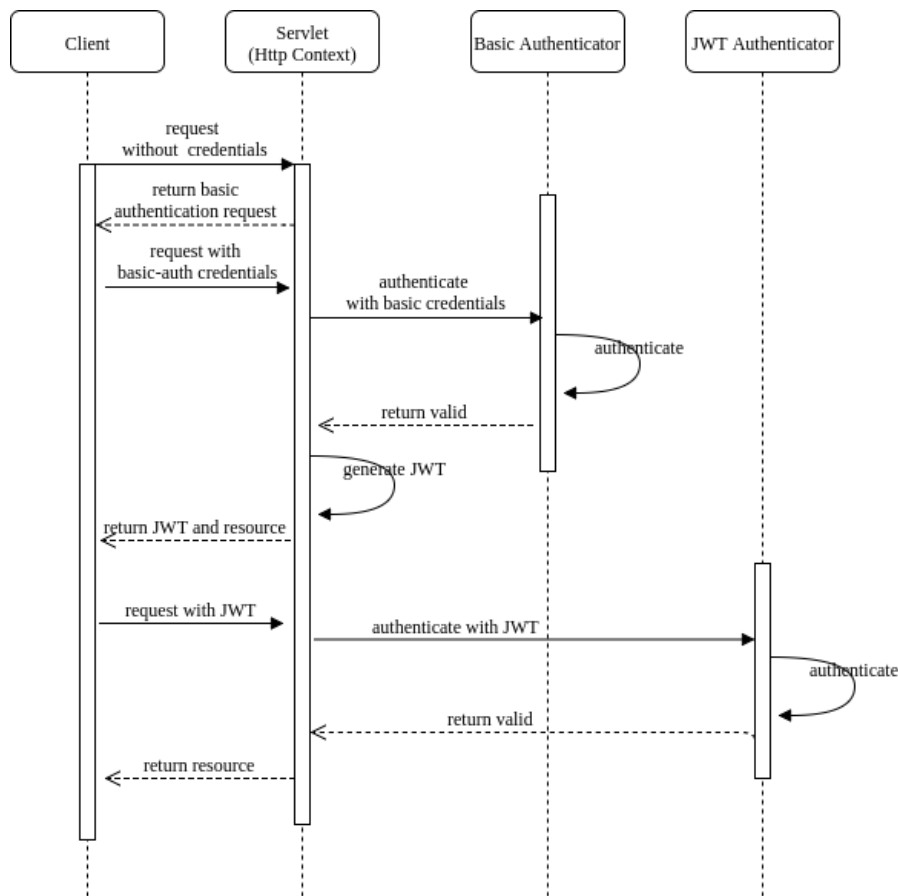 Client
Servlet
(Http Context)
Basic Authenticator
JWT Authenticator
request
without credentials
return basic
authentication request
request with
basic-auth credentials
authenticate
with basic credentials
authenticate
return valid
generate JWT
return JWT and resource
request with JWT
authenticate with JWT
authenticate
return valid
return resource